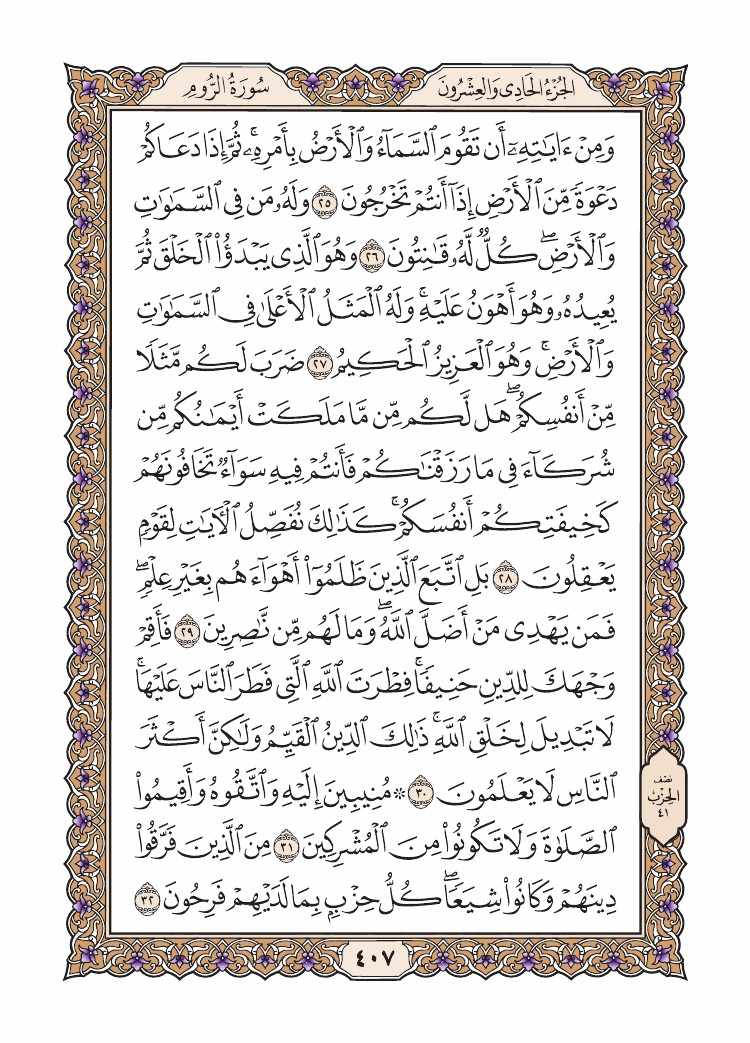 الجُزْءُ الحَادِى وَالعِشْرُونَ
سُورَةُ الرُّومِ
وَمِنْ ءَايَٰتِهِۦٓ أَن تَقُومَ ٱلسَّمَآءُ وَٱلْأَرْضُ بِأَمْرِهِۦۚ ثُمَّ إِذَا دَعَاكُمْ
دَعْوَةً مِّنَ ٱلْأَرْضِ إِذَآ أَنتُمْ تَخْرُجُونَ ٢٥ وَلَهُۥ مَن فِى ٱلسَّمَٰوَٰتِ
وَٱلْأَرْضِۖ كُلٌّ لَّهُۥ قَٰنِتُونَ ٢٦ وَهُوَ ٱلَّذِى يَبْدَؤُا۟ ٱلْخَلْقَ ثُمَّ
يُعِيدُهُۥ وَهُوَ أَهْوَنُ عَلَيْهِۚ وَلَهُ ٱلْمَثَلُ ٱلْأَعْلَىٰ فِى ٱلسَّمَٰوَٰتِ
وَٱلْأَرْضِۚ وَهُوَ ٱلْعَزِيزُ ٱلْحَكِيمُ ٢٧ ضَرَبَ لَكُم مَّثَلًا
مِّنْ أَنفُسِكُمْۖ هَل لَّكُم مِّن مَّا مَلَكَتْ أَيْمَٰنُكُم مِّن
شُرَكَآءَ فِى مَا رَزَقْنَٰكُمْ فَأَنتُمْ فِيهِ سَوَآءٌ تَخَافُونَهُمْ
كَخِيفَتِكُمْ أَنفُسَكُمْۚ كَذَٰلِكَ نُفَصِّلُ ٱلْءَايَٰتِ لِقَوْمٍ
يَعْقِلُونَ ٢٨ بَلِ ٱتَّبَعَ ٱلَّذِينَ ظَلَمُوٓا۟ أَهْوَآءَهُم بِغَيْرِ عِلْمٍۖ
فَمَن يَهْدِى مَنْ أَضَلَّ ٱللَّهُۖ وَمَا لَهُم مِّن نَّٰصِرِينَ ٢٩ فَأَقِمْ
وَجْهَكَ لِلدِّينِ حَنِيفًاۚ فِطْرَتَ ٱللَّهِ ٱلَّتِى فَطَرَ ٱلنَّاسَ عَلَيْهَاۚ
لَا تَبْدِيلَ لِخَلْقِ ٱللَّهِۚ ذَٰلِكَ ٱلدِّينُ ٱلْقَيِّمُ وَلَٰكِنَّ أَكْثَرَ
ٱلنَّاسِ لَا يَعْلَمُونَ ٣٠ ۞ مُنِيبِينَ إِلَيْهِ وَٱتَّقُوهُ وَأَقِيمُوا۟
ٱلصَّلَوٰةَ وَلَا تَكُونُوا۟ مِنَ ٱلْمُشْرِكِينَ ٣١ مِنَ ٱلَّذِينَ فَرَّقُوا۟
دِينَهُمْ وَكَانُوا۟ شِيَعًاۖ كُلُّ حِزْبٍۭ بِمَا لَدَيْهِمْ فَرِحُونَ ٣٢
نصف
الحزب
٤١
٤٠٧